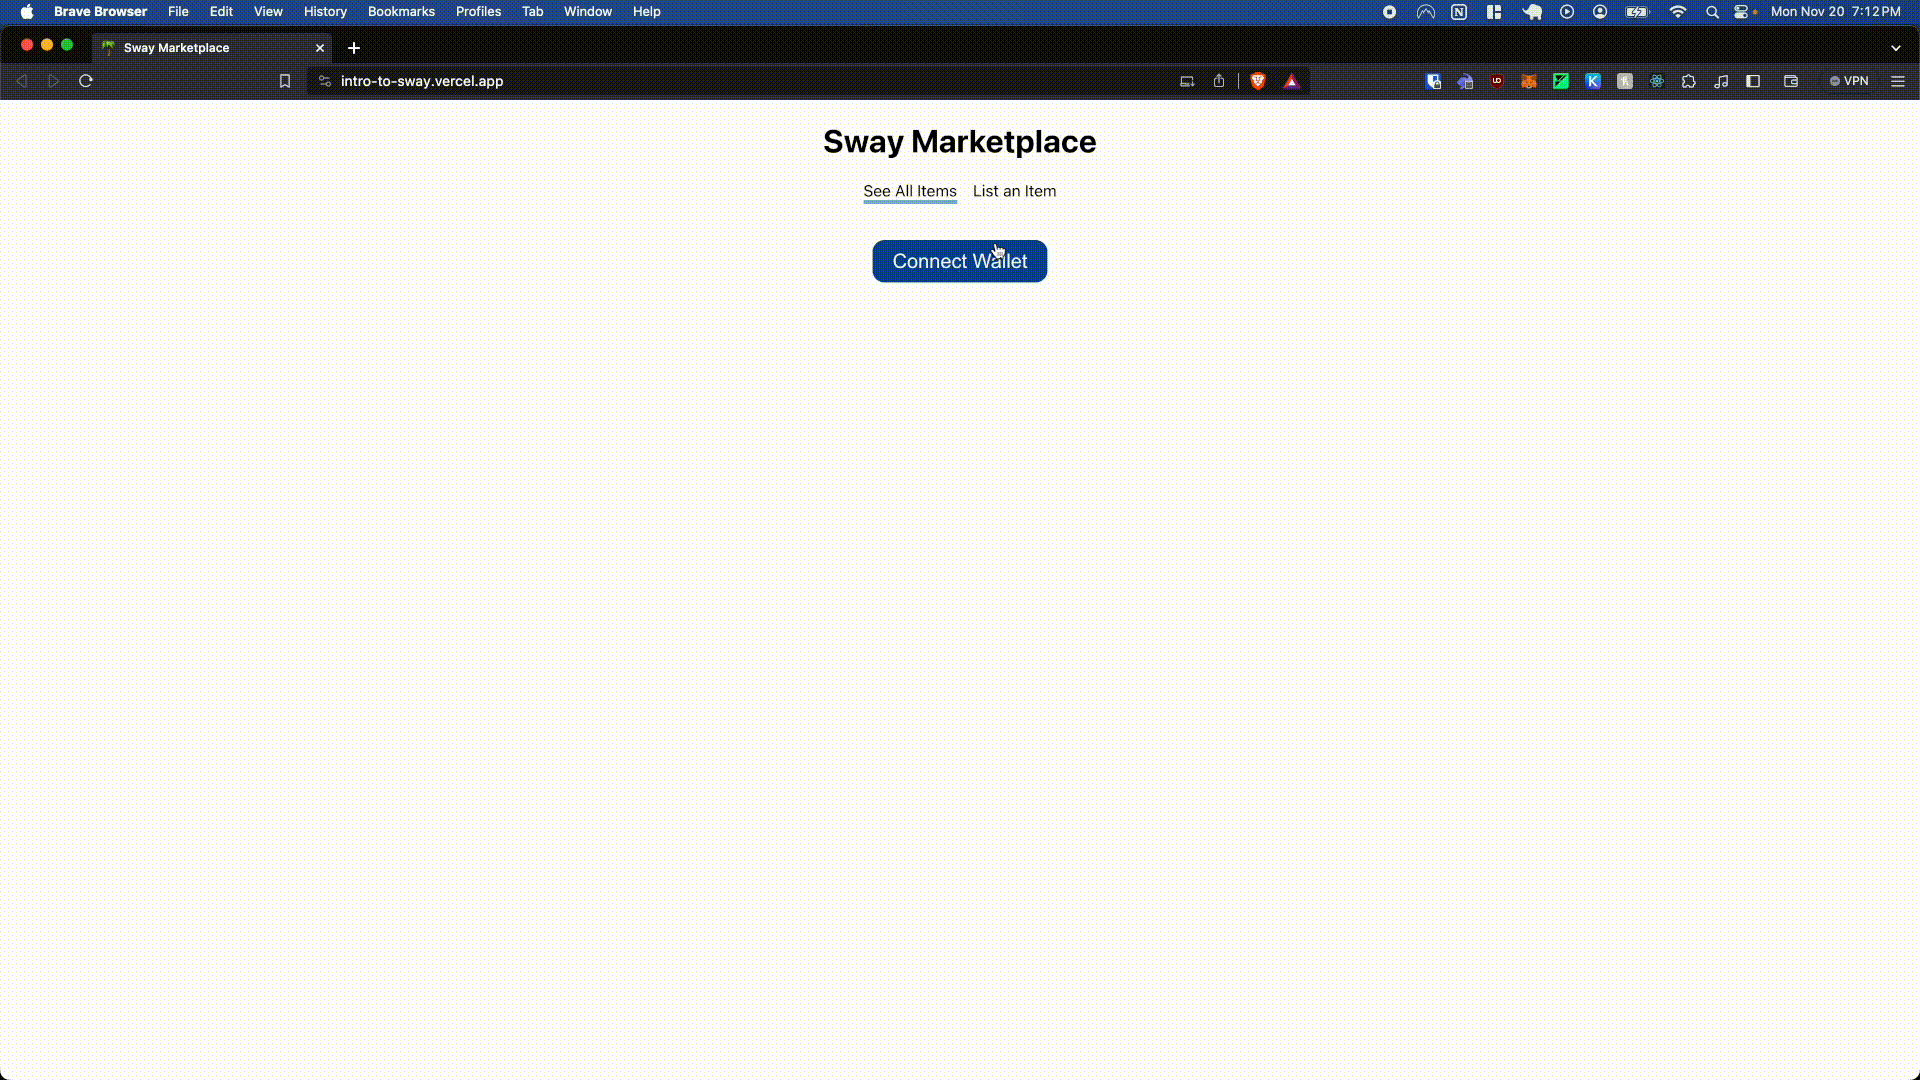 Brave Browser File Edit View History Bookmarks Profiles Tab Window Help Mon Nov 20 7:12 PM
Sway Marketplace
intro-to-sway.vercel.app VPN
Sway Marketplace
See All Items List an Item
Connect Wallet